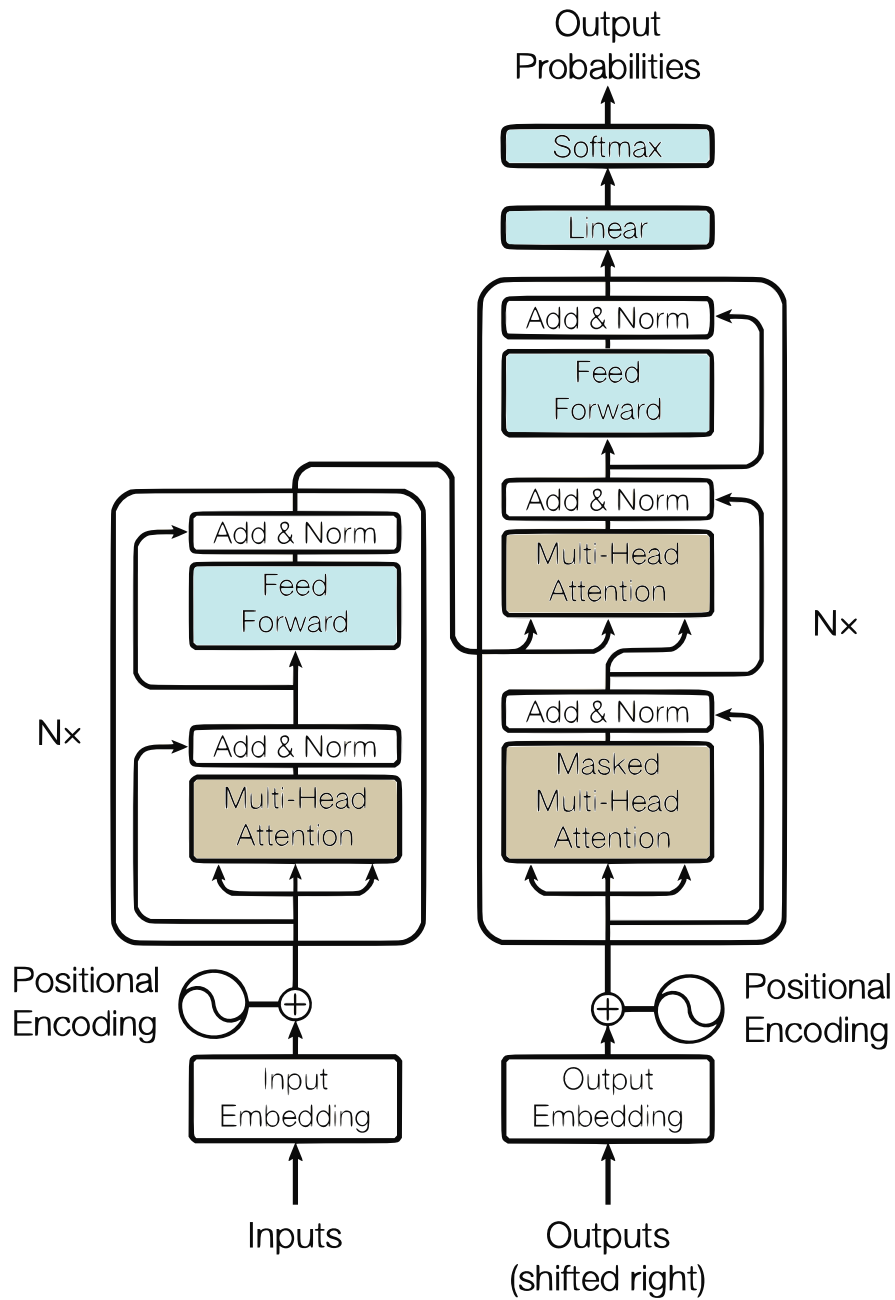 Output
Probabilities
Softmax
Linear
Add & Norm
Feed
Forward
Add & Norm
Multi-Head
Attention
Nx
Add & Norm
Masked
Multi-Head
Attention
Add & Norm
Feed
Forward
Nx
Add & Norm
Multi-Head
Attention
Positional
Encoding
Positional
Encoding
Input
Embedding
Output
Embedding
Inputs
Outputs
(shifted right)